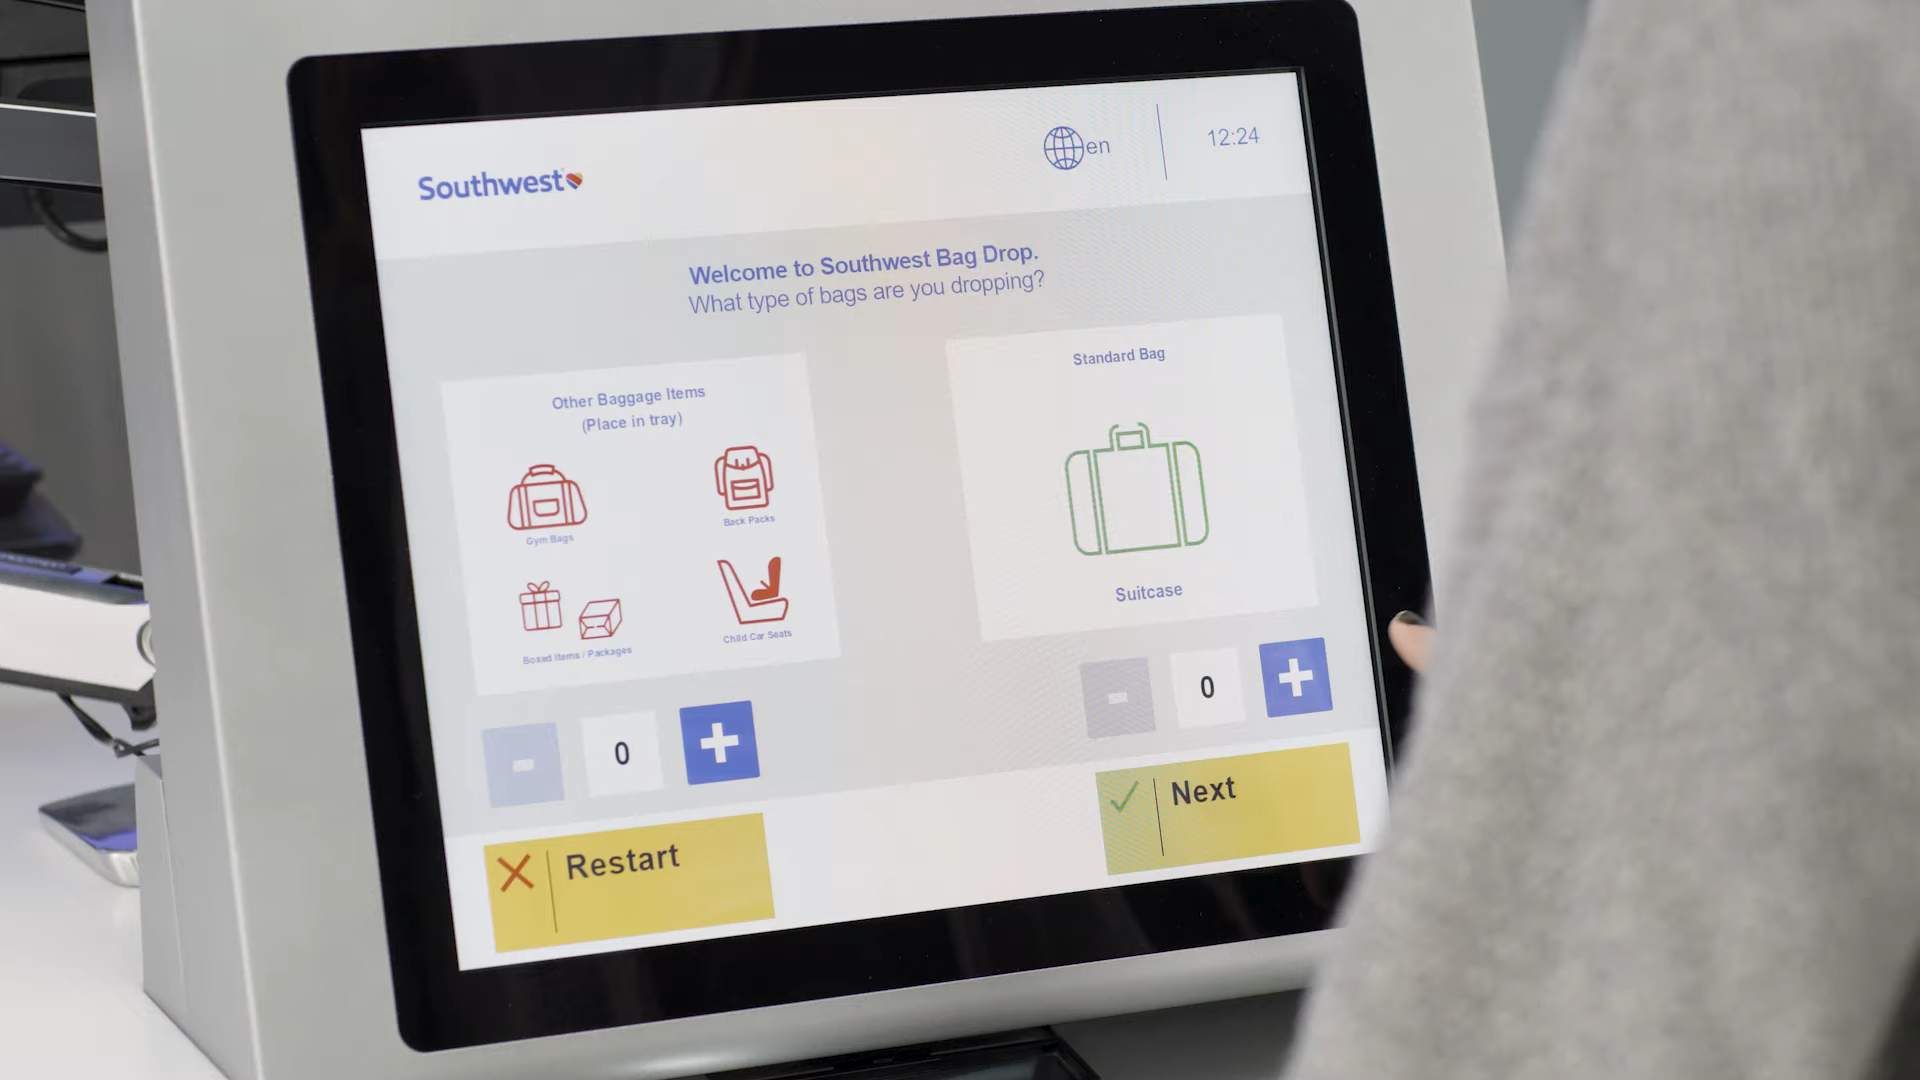 Southwest
en
12:24
Welcome to Southwest Bag Drop.
What type of bags are you dropping?
Other Baggage Items
(Place in tray)
Gym Bags
Back Packs
Boxed Items / Packages
Child Car Seats
Standard Bag
Suitcase
- 0 +
- 0 +
Restart
Next